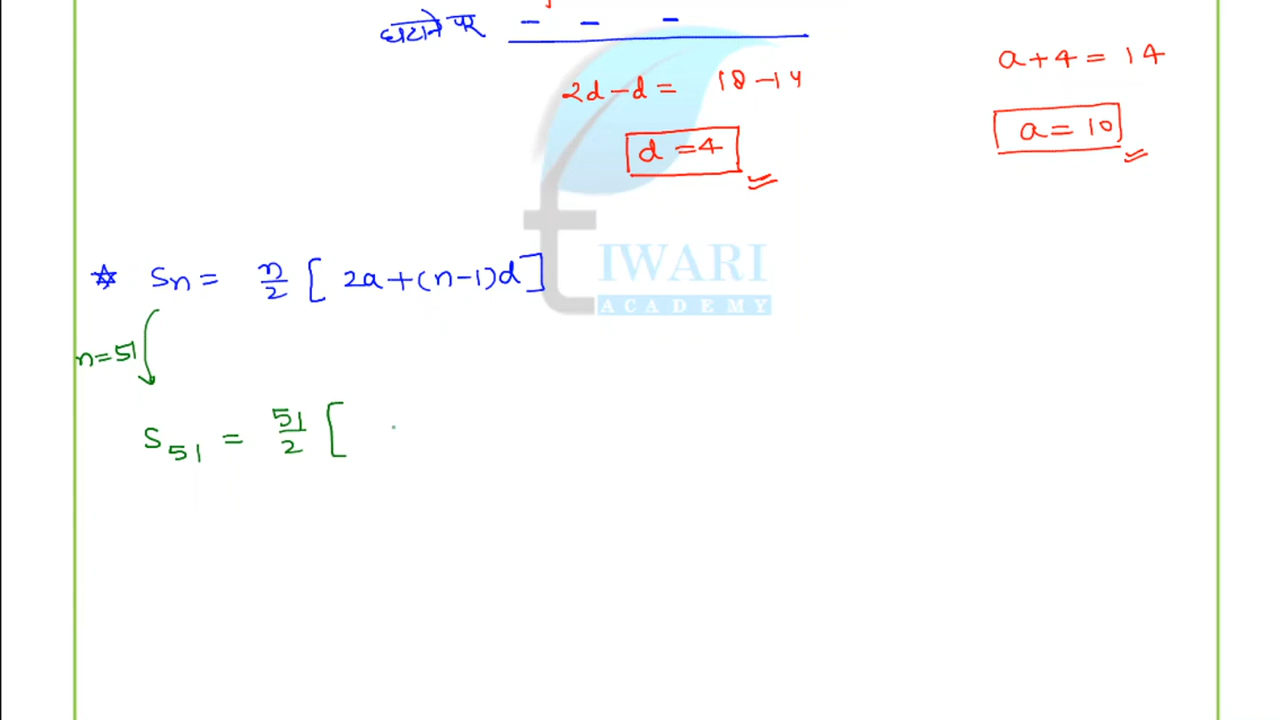 घटाने पर - - -
2d-d= 18-14
d=4
a+4=14
a=10
IWARI
ACADEMY
☆ Sn= n/2 [ 2a+(n-1)d]
n=51
S51 = 51/2 [